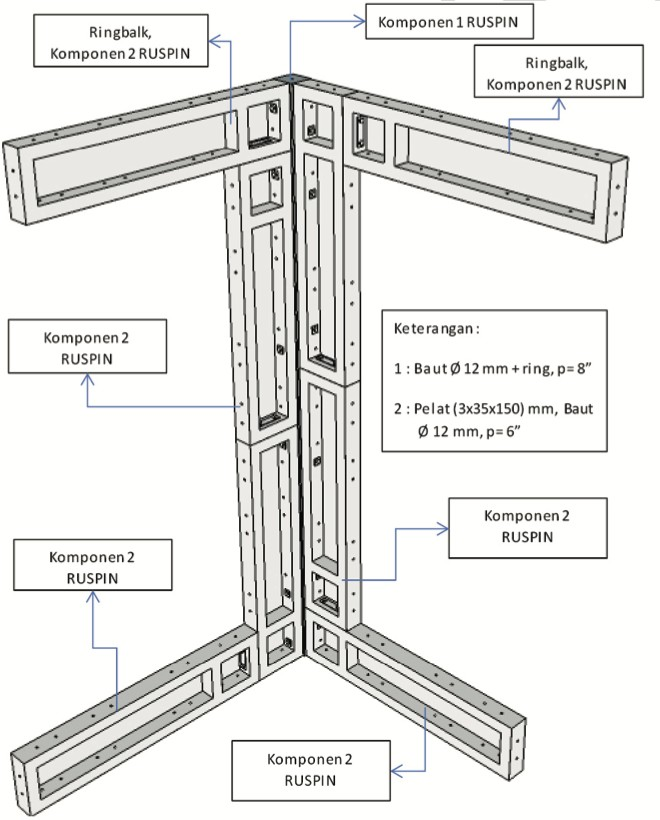 Komponen 1 RUSPIN
Ringbalk,
Komponen 2 RUSPIN
Ringbalk,
Komponen 2 RUSPIN
Komponen 2
RUSPIN
Keterangan :
1 : Baut Ø 12 mm + ring, p= 8”
2 : Pelat (3x35x150) mm, Baut
Ø 12 mm, p= 6”
Komponen 2
RUSPIN
Komponen 2
RUSPIN
Komponen 2
RUSPIN